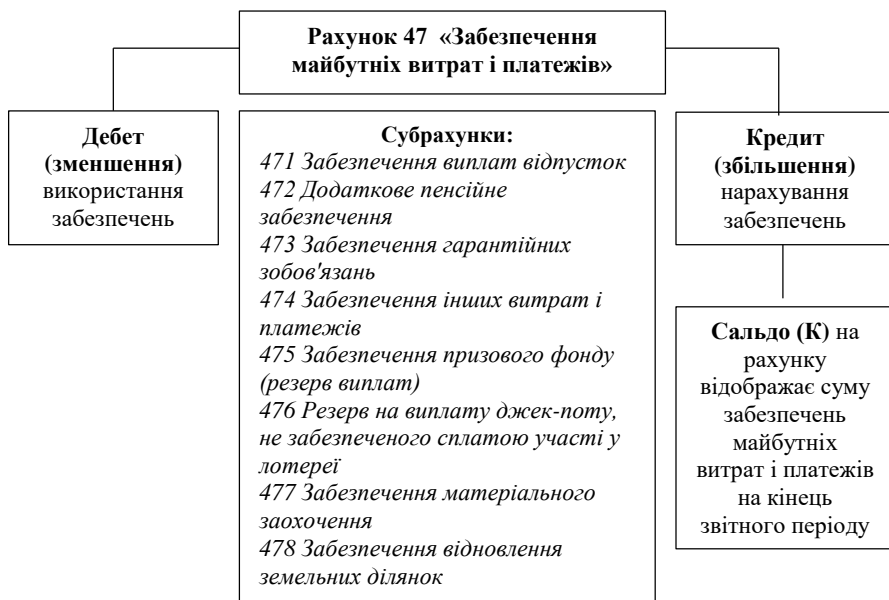 Рахунок 47 «Забезпечення
майбутніх витрат і платежів»
Дебет
(зменшення)
використання
забезпечень
Субрахунки:
471 Забезпечення виплат відпусток
472 Додаткове пенсійне
забезпечення
473 Забезпечення гарантійних
зобов'язань
474 Забезпечення інших витрат і
платежів
475 Забезпечення призового фонду
(резерв виплат)
476 Резерв на виплату джек-поту,
не забезпеченого сплатою участі у
лотереї
477 Забезпечення матеріального
заохочення
478 Забезпечення відновлення
земельних ділянок
Кредит
(збільшення)
нарахування
забезпечень
Сальдо (К) на
рахунку
відображає суму
забезпечень
майбутніх
витрат і платежів
на кінець
звітного періоду